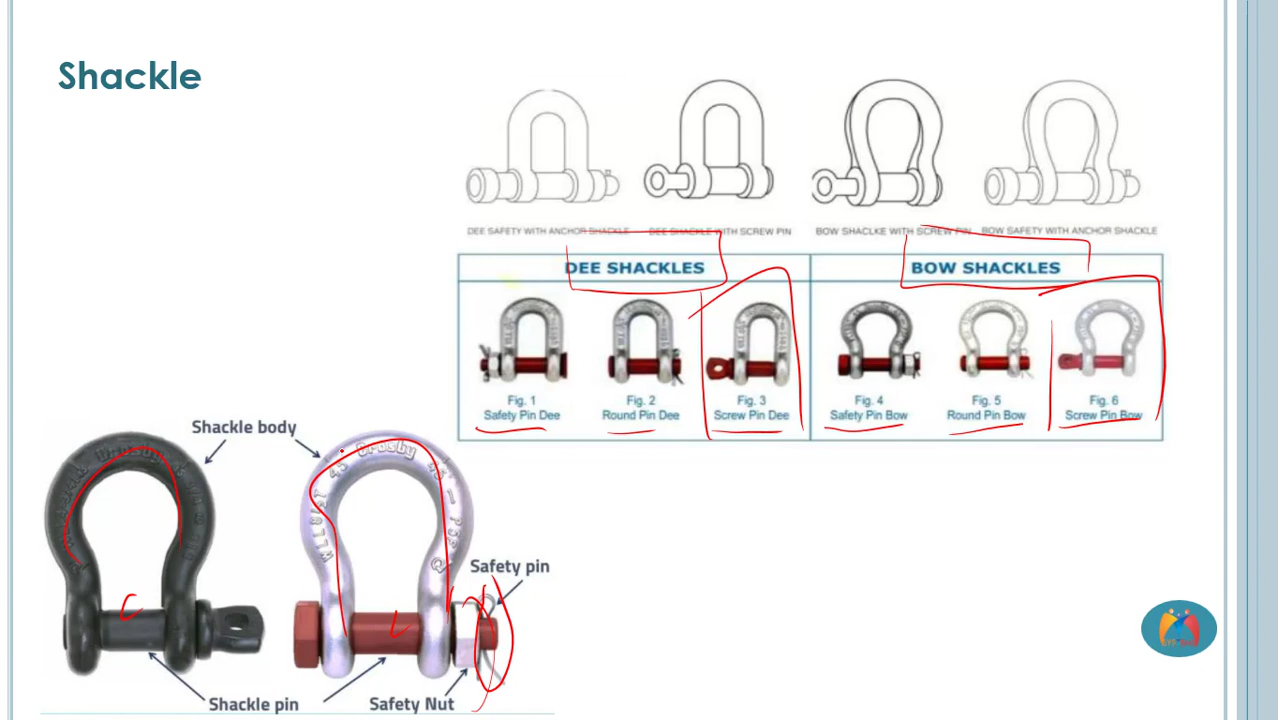 Shackle
DEE SAFETY WITH ANCHOR SHACKLE
DEE SHACKLE WITH SCREW PIN
BOW SHACLKE WITH SCREW PIN
BOW SAFETY WITH ANCHOR SHACKLE
DEE SHACKLES
BOW SHACKLES
Fig. 1
Safety Pin Dee
Fig. 2
Round Pin Dee
Fig. 3
Screw Pin Dee
Fig. 4
Safety Pin Bow
Fig. 5
Round Pin Bow
Fig. 6
Screw Pin Bow
Shackle body
Crosby
Safety pin
Shackle pin
Safety Nut